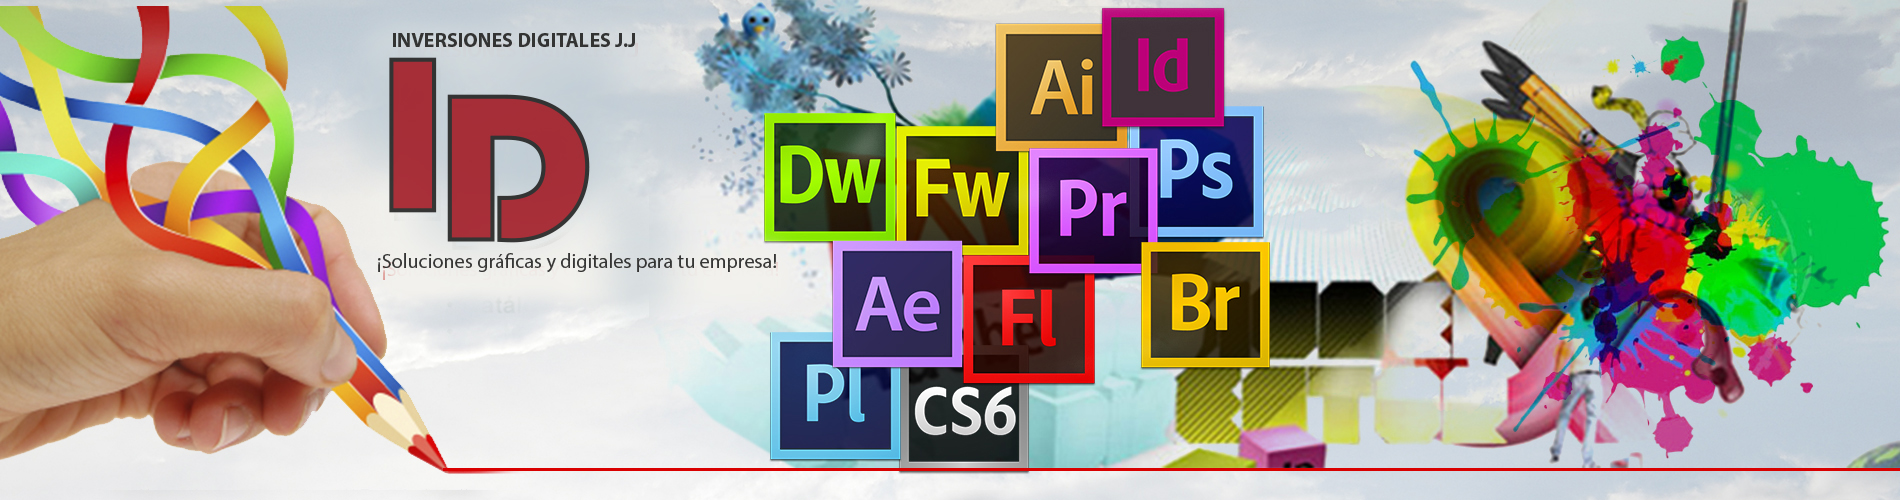 INVERSIONES DIGITALES J.J
ID
¡Soluciones gráficas y digitales para tu empresa!
Ai
Id
Dw
Fw
Pr
Ps
Ae
Fl
Br
Pl
CS6